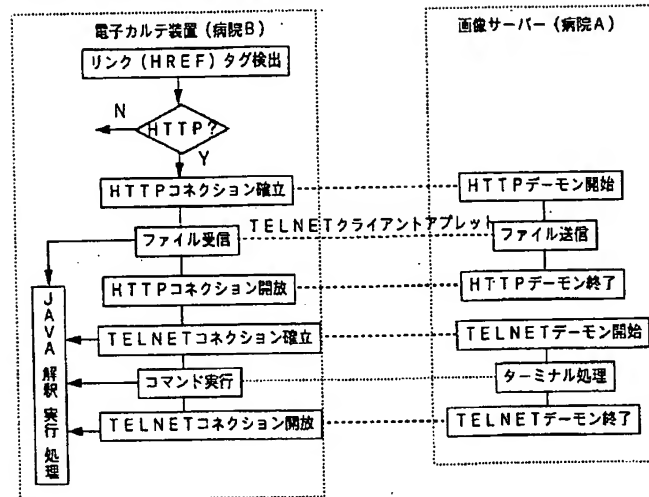 電子カルテ装置（病院B）
リンク（HREF）タグ検出
N
HTTP？
Y
HTTPコネクション確立
TELNETクライアントアプレット
ファイル受信
HTTPコネクション開放
TELNETコネクション確立
コマンド実行
TELNETコネクション開放
JAVA解釈実行処理
画像サーバー（病院A）
HTTPデーモン開始
ファイル送信
HTTPデーモン終了
TELNETデーモン開始
ターミナル処理
TELNETデーモン終了